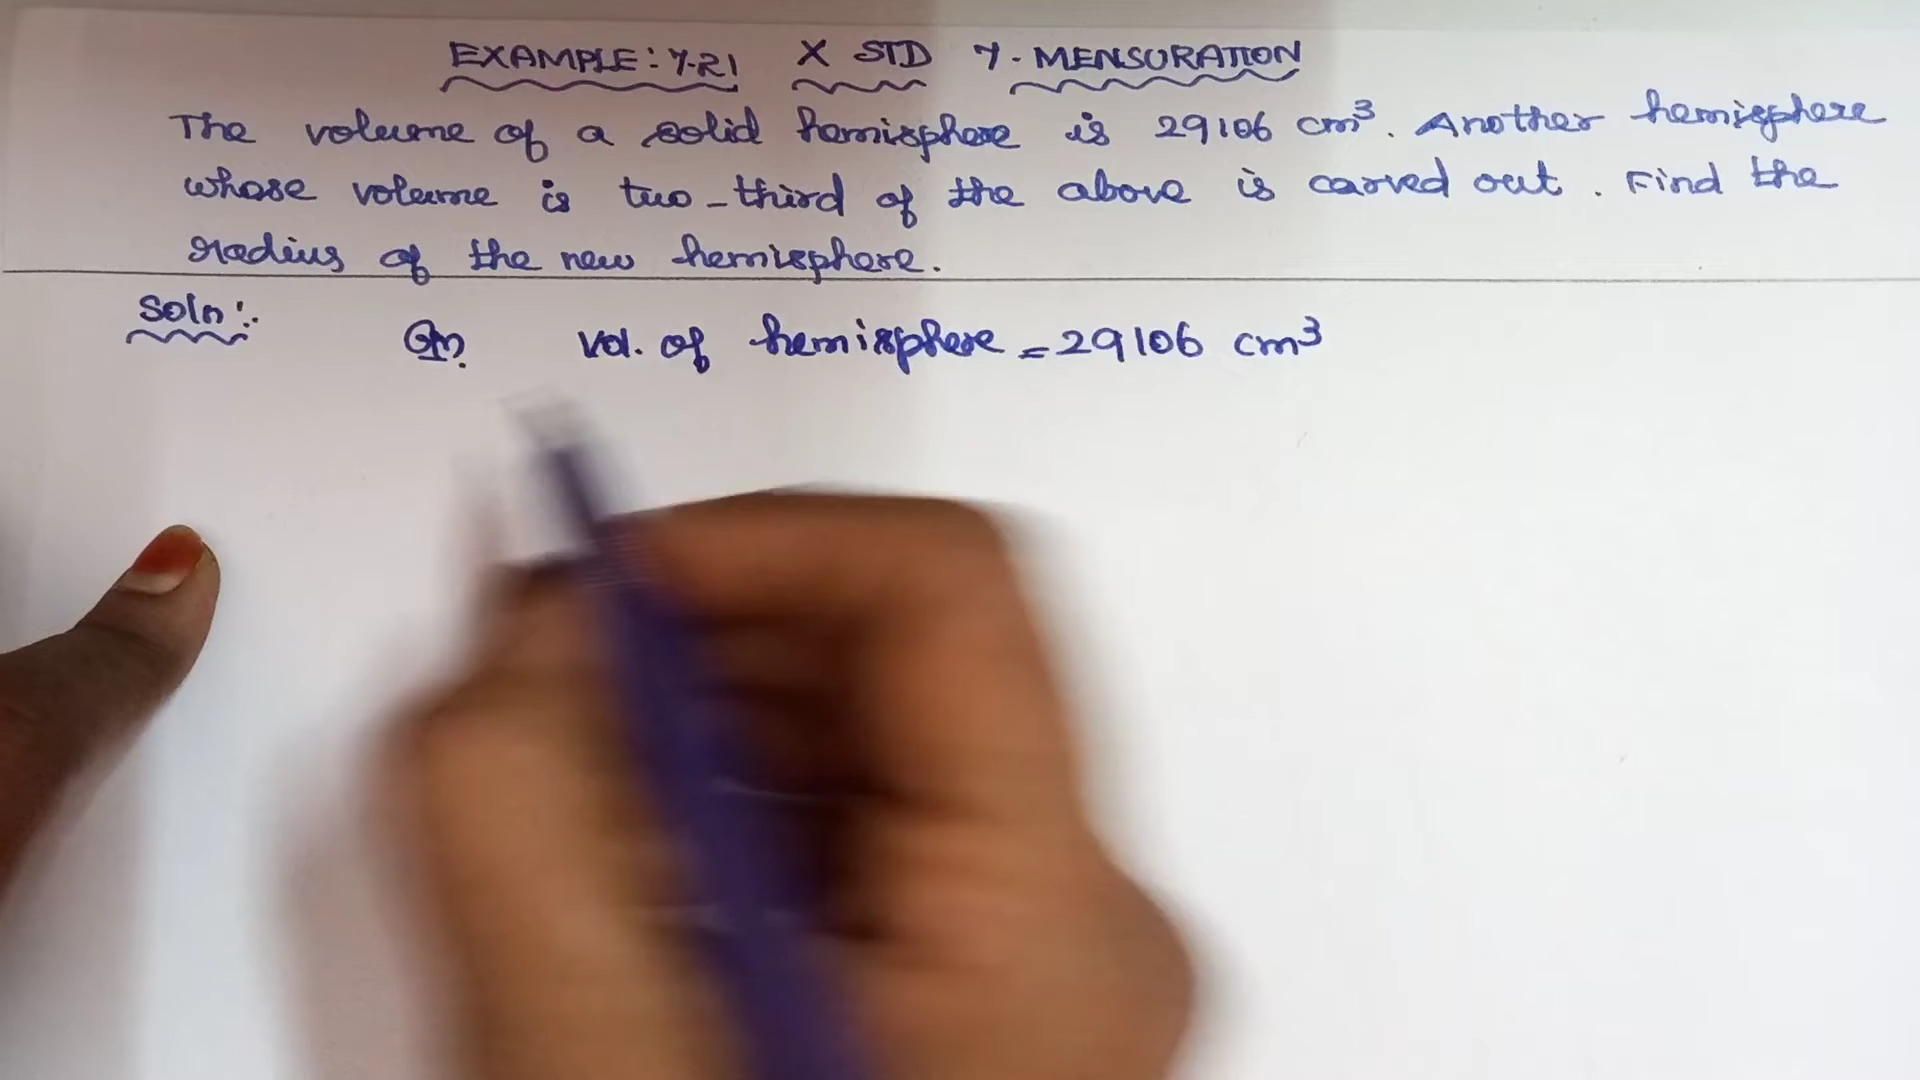 EXAMPLE: 7.21 X STD 7. MENSURATION
The volume of a solid hemisphere is 29106 cm³. Another hemisphere
whose volume is two-third of the above is carved out. Find the
radius of the new hemisphere.
Soln:
Gn. Vol. of hemisphere = 29106 cm³